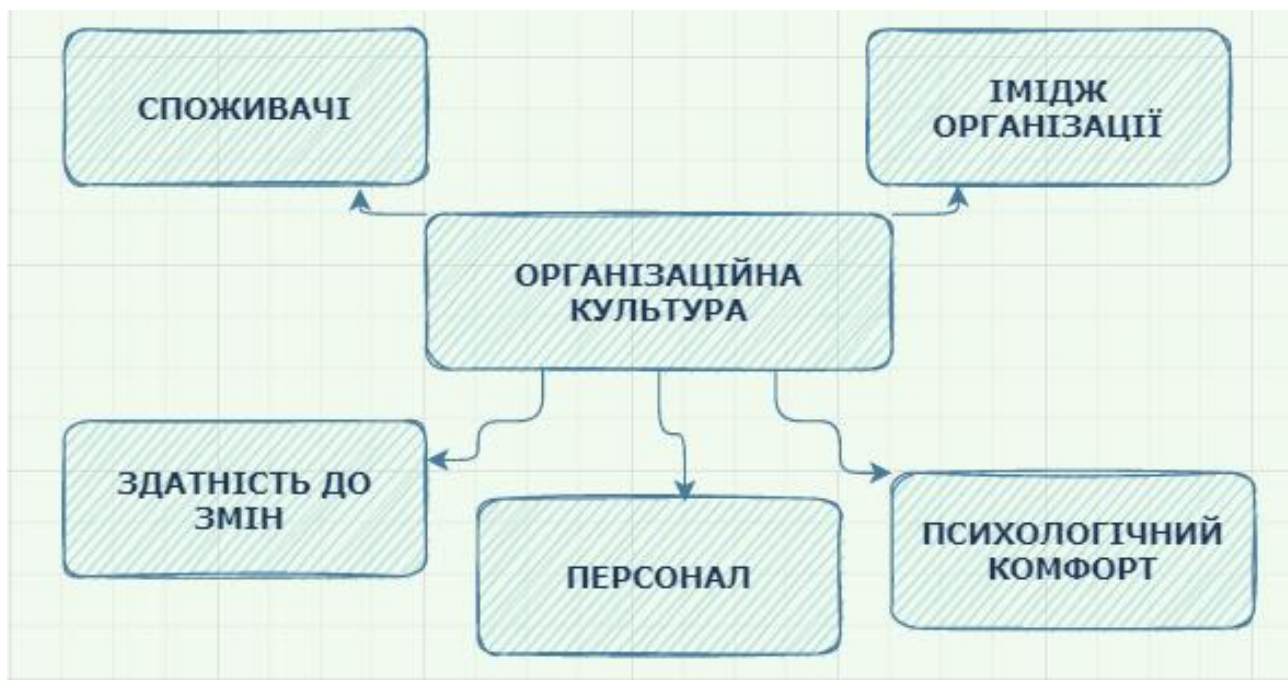 СПОЖИВАЧІ
ІМІДЖ
ОРГАНІЗАЦІЇ
ОРГАНІЗАЦІЙНА
КУЛЬТУРА
ЗДАТНІСТЬ ДО
ЗМІН
ПЕРСОНАЛ
ПСИХОЛОГІЧНИЙ
КОМФОРТ